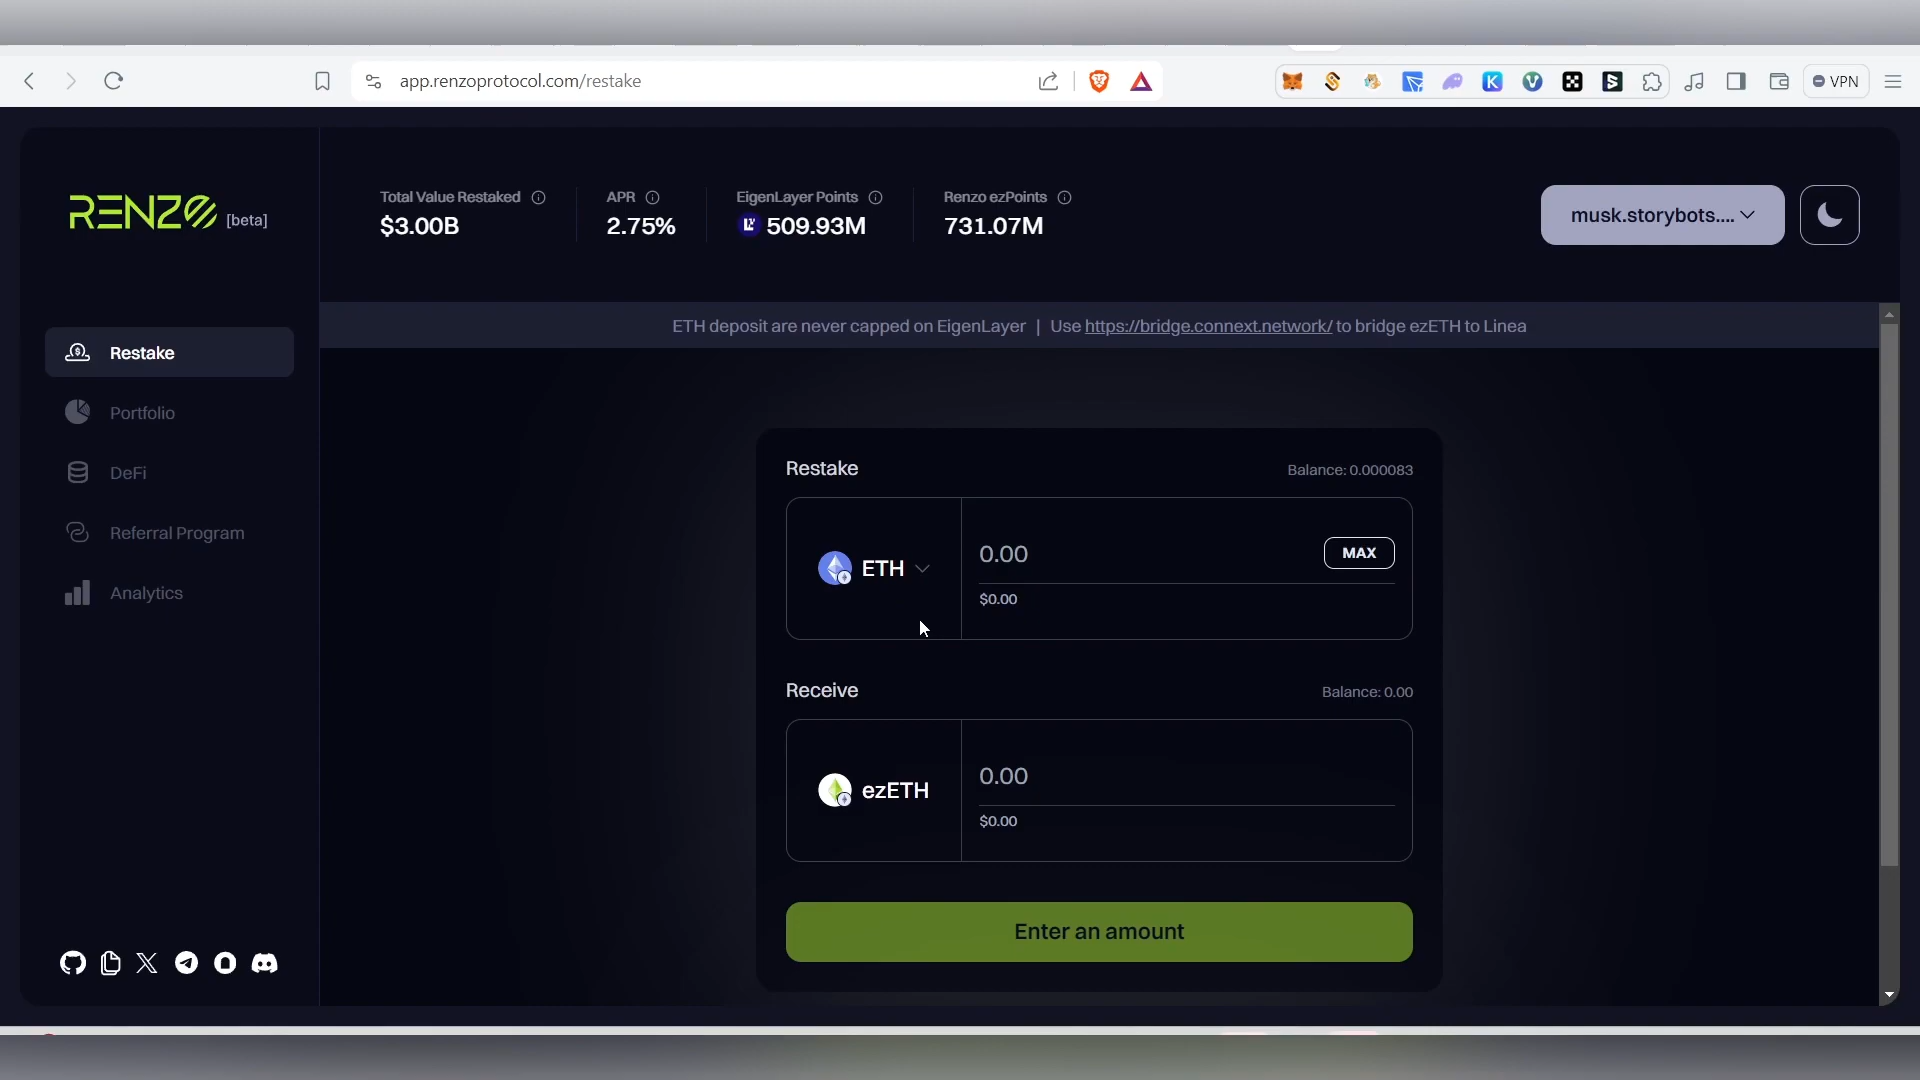 app.renzoprotocol.com/restake
VPN
RENZO [beta]
Total Value Restaked
$3.00B
APR
2.75%
EigenLayer Points
509.93M
Renzo ezPoints
731.07M
musk.storybots....
ETH deposit are never capped on EigenLayer | Use https://bridge.connext.network/ to bridge ezETH to Linea
Restake
Portfolio
DeFi
Referral Program
Analytics
Restake
Balance: 0.000083
ETH
0.00
MAX
$0.00
Receive
Balance: 0.00
ezETH
0.00
$0.00
Enter an amount